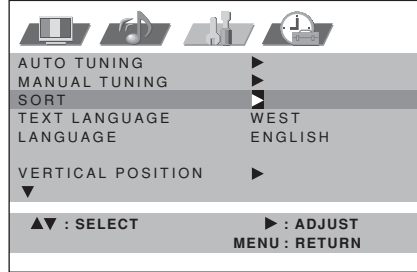 AUTO TUNING ▶
MANUAL TUNING ▶
SORT ▶
TEXT LANGUAGE WEST
LANGUAGE ENGLISH
VERTICAL POSITION ▶
▼
▲▼ : SELECT ▶ : ADJUST
MENU : RETURN